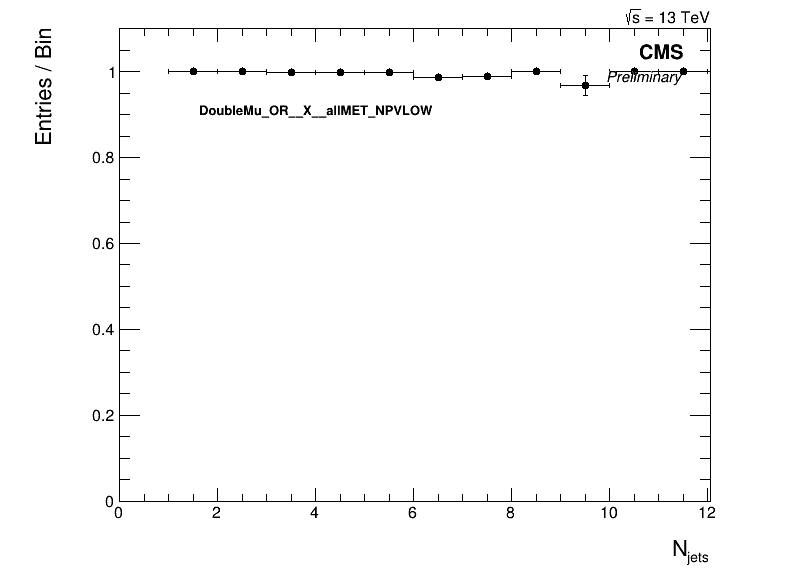 √s = 13 TeV
CMS
Preliminary
DoubleMu_OR__X__allMET_NPVLOW
Entries / Bin
1
0.8
0.6
0.4
0.2
0
0 2 4 6 8 10 12
N_jets